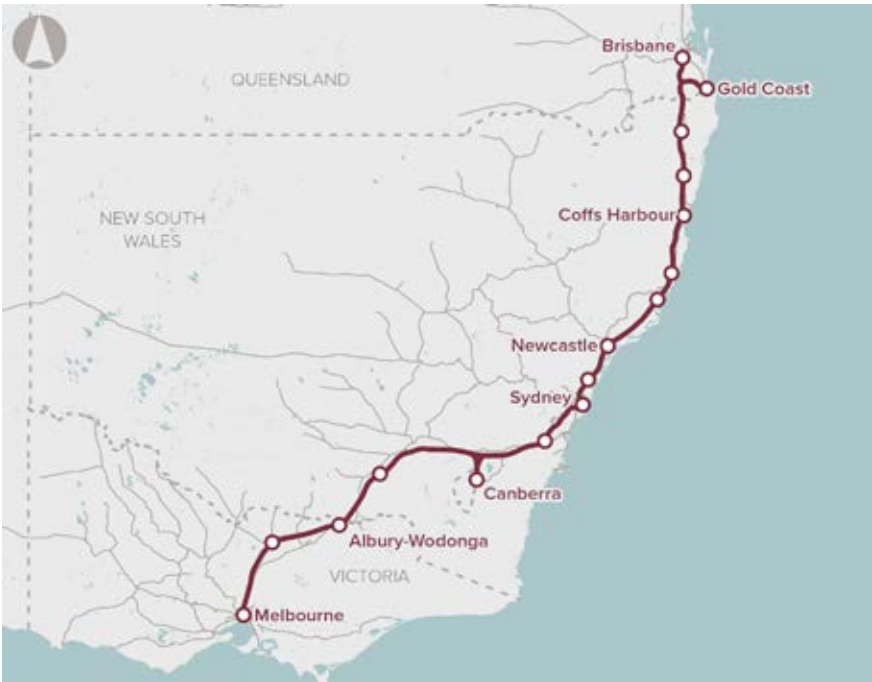 Brisbane
QUEENSLAND
Gold Coast
NEW SOUTH
WALES
Coffs Harbour
Newcastle
Sydney
Canberra
Albury-Wodonga
VICTORIA
Melbourne